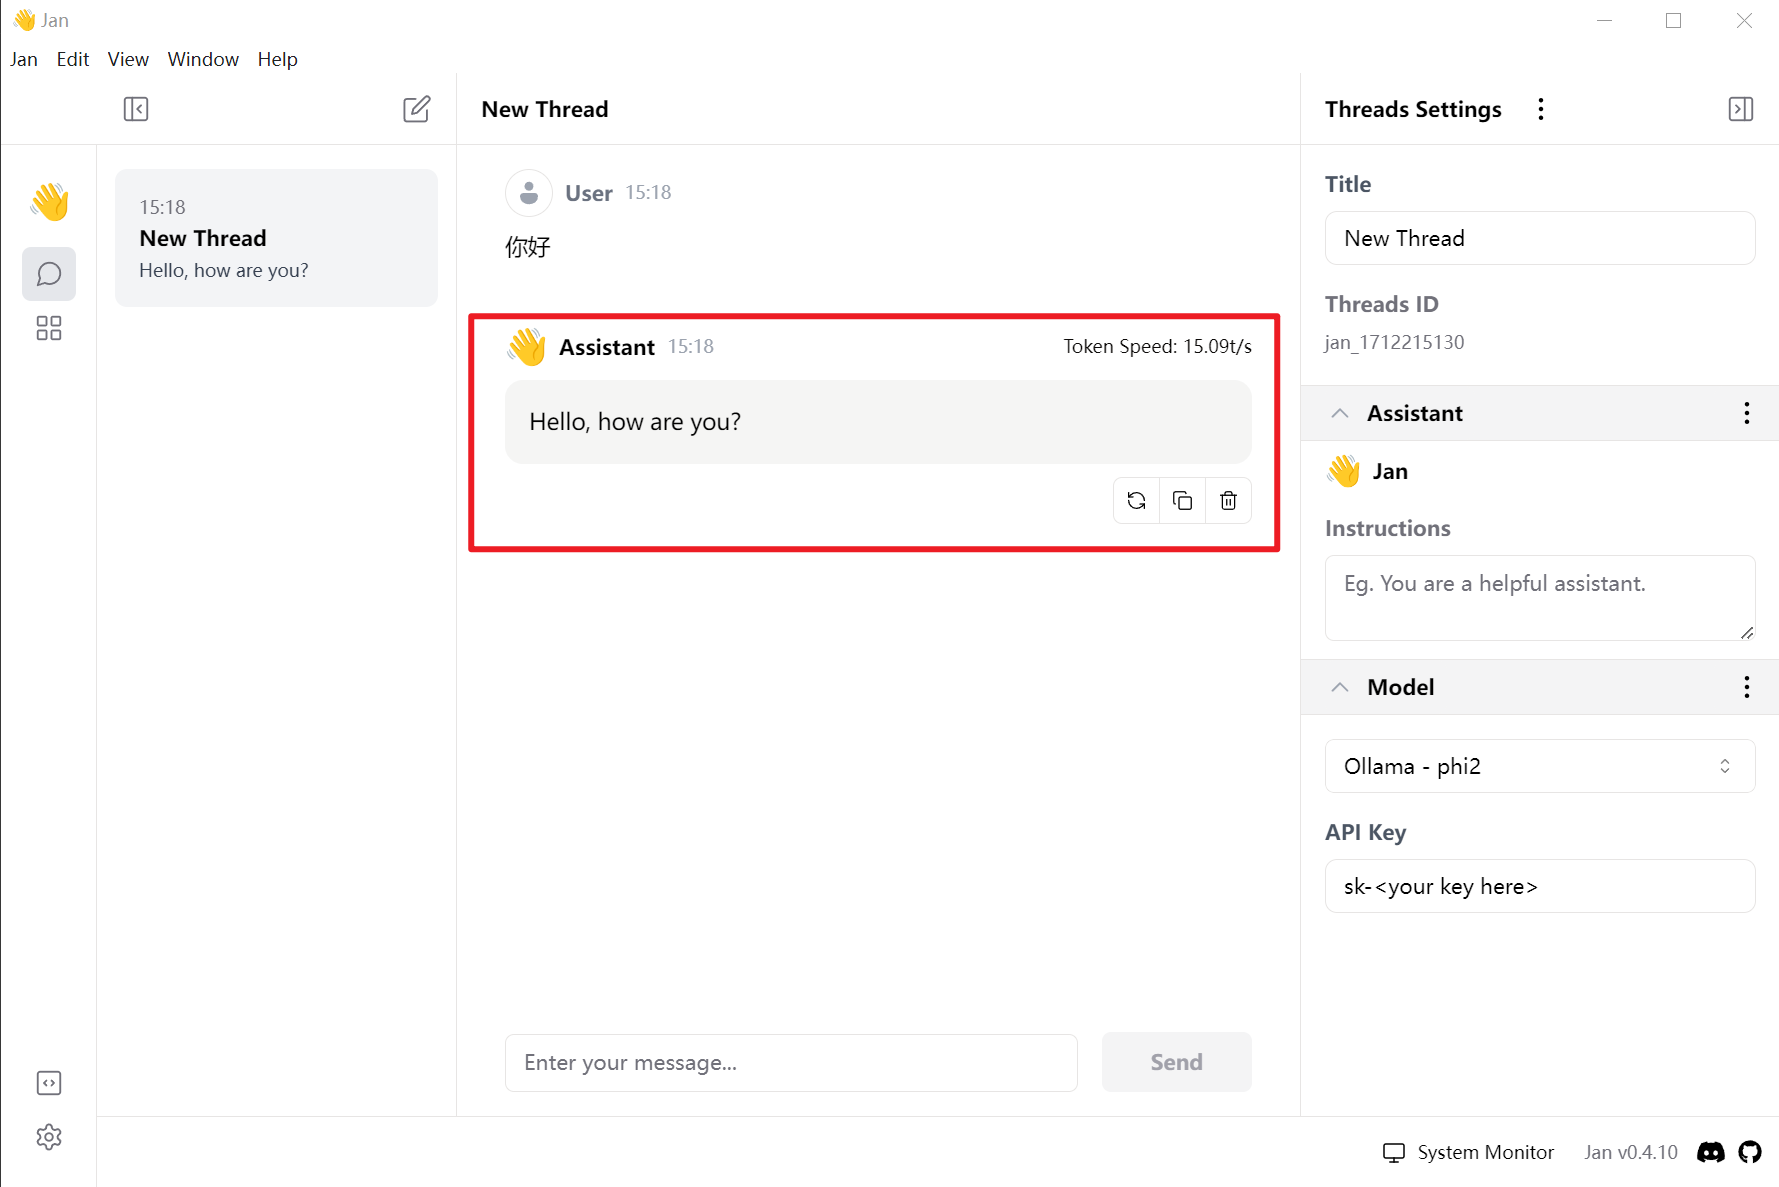 Jan
Jan Edit View Window Help
New Thread
Threads Settings
15:18
New Thread
Hello, how are you?
User 15:18
你好
Assistant 15:18 Token Speed: 15.09t/s
Hello, how are you?
Enter your message...
Send
Title
New Thread
Threads ID
jan_1712215130
Assistant
Jan
Instructions
Eg. You are a helpful assistant.
Model
Ollama - phi2
API Key
sk-<your key here>
System Monitor Jan v0.4.10